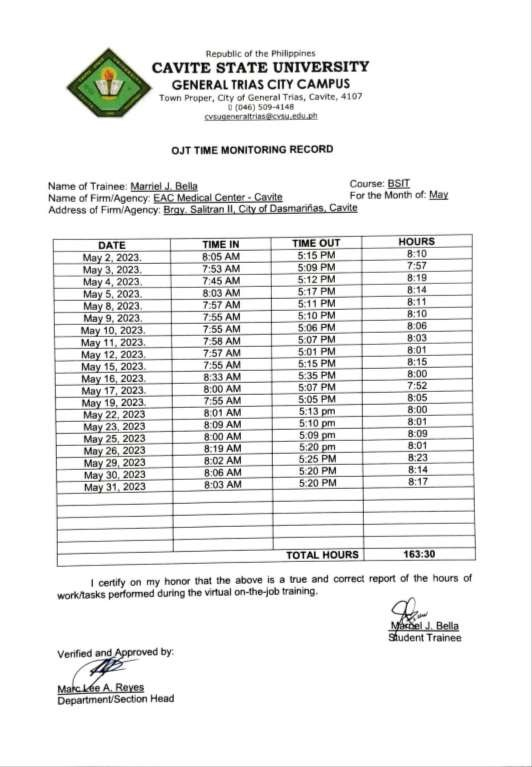 Republic of the Philippines
CAVITE STATE UNIVERSITY
GENERAL TRIAS CITY CAMPUS
Town Proper, City of General Trias, Cavite, 4107
(046) 509-4148
cvsugeneraltrias@cvsu.edu.ph
OJT TIME MONITORING RECORD
Name of Trainee: Marriel J. Bella Course: BSIT
Name of Firm/Agency: EAC Medical Center - Cavite For the Month of: May
Address of Firm/Agency: Brgy. Salitran II, City of Dasmariñas, Cavite
DATE TIME IN TIME OUT HOURS
May 2, 2023. 8:05 AM 5:15 PM 8:10
May 3, 2023. 7:53 AM 5:09 PM 7:57
May 4, 2023. 7:45 AM 5:12 PM 8:19
May 5, 2023. 8:03 AM 5:17 PM 8:14
May 8, 2023. 7:57 AM 5:11 PM 8:11
May 9, 2023. 7:55 AM 5:10 PM 8:10
May 10, 2023. 7:55 AM 5:06 PM 8:06
May 11, 2023. 7:58 AM 5:07 PM 8:03
May 12, 2023. 7:57 AM 5:01 PM 8:01
May 15, 2023. 7:55 AM 5:15 PM 8:15
May 16, 2023. 8:33 AM 5:35 PM 8:00
May 17, 2023. 8:00 AM 5:07 PM 7:52
May 19, 2023. 7:55 AM 5:05 PM 8:05
May 22, 2023 8:01 AM 5:13 pm 8:00
May 23, 2023 8:09 AM 5:10 pm 8:01
May 25, 2023 8:00 AM 5:09 pm 8:09
May 26, 2023 8:19 AM 5:20 pm 8:01
May 29, 2023 8:02 AM 5:25 PM 8:23
May 30, 2023 8:06 AM 5:20 PM 8:14
May 31, 2023 8:03 AM 5:20 PM 8:17
TOTAL HOURS 163:30
I certify on my honor that the above is a true and correct report of the hours of
work/tasks performed during the virtual on-the-job training.
Marriel J. Bella
Student Trainee
Verified and Approved by:
Marc Lee A. Reyes
Department/Section Head